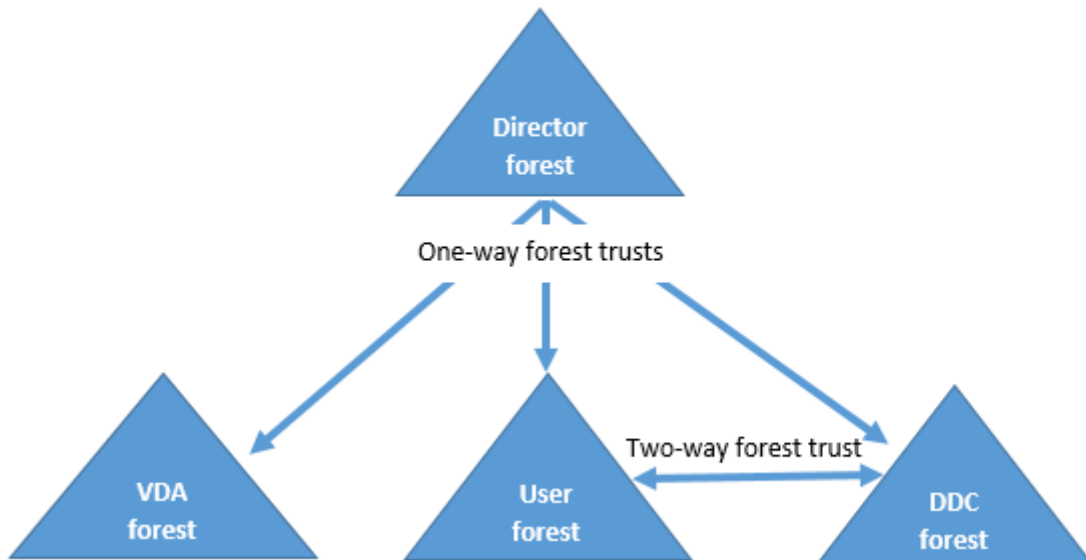 Director
forest
One-way forest trusts
Two-way forest trust
VDA
forest
User
forest
DDC
forest